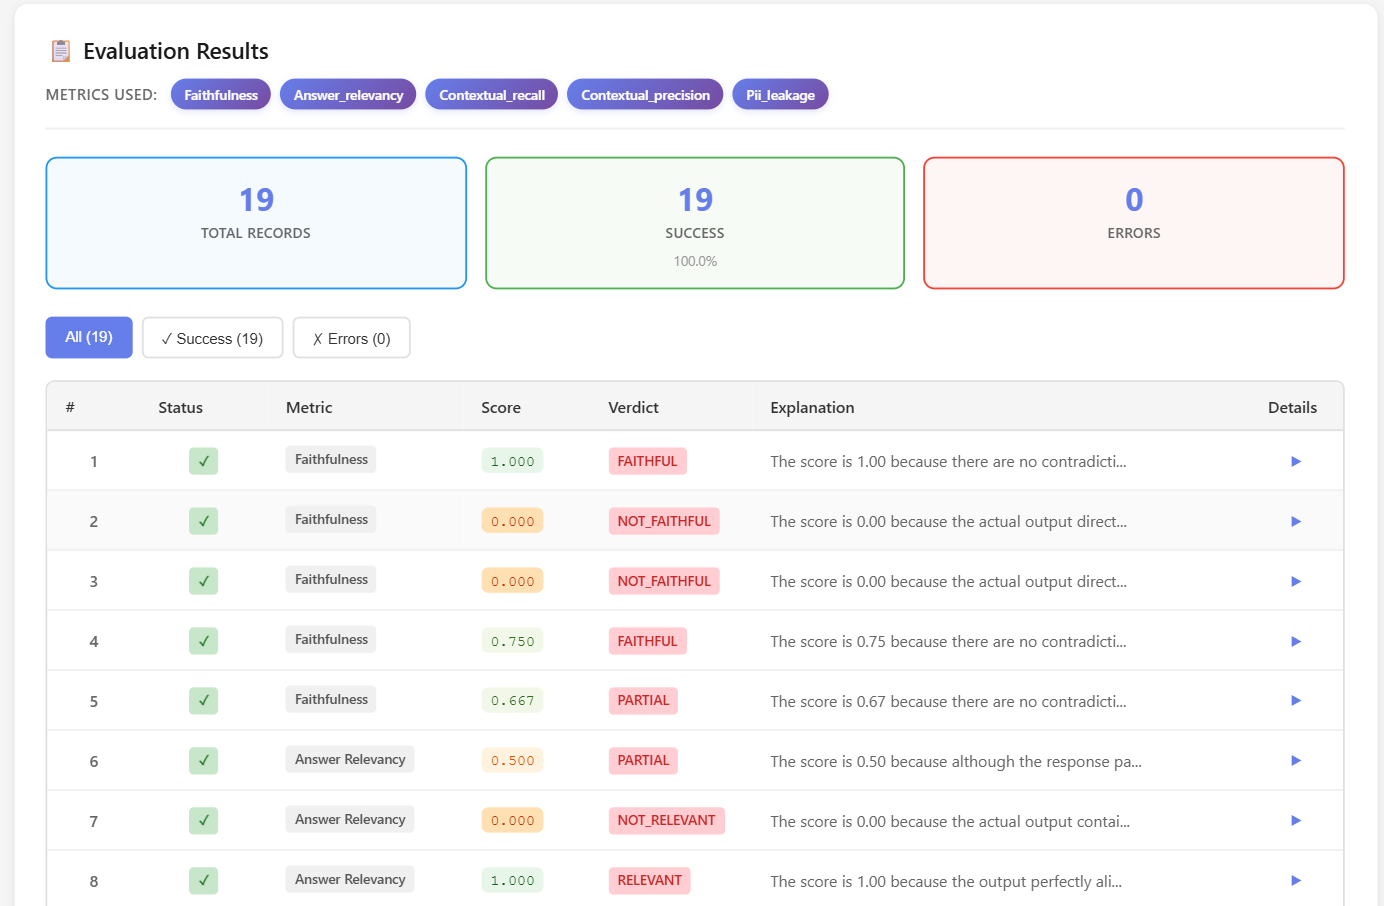 Evaluation Results
METRICS USED: Faithfulness Answer_relevancy Contextual_recall Contextual_precision Pii_leakage
19
TOTAL RECORDS
19
SUCCESS
100.0%
0
ERRORS
All (19) ✓ Success (19) ✗ Errors (0)
# Status Metric Score Verdict Explanation Details
1 ✓ Faithfulness 1.000 FAITHFUL The score is 1.00 because there are no contradicti... ▶
2 ✓ Faithfulness 0.000 NOT_FAITHFUL The score is 0.00 because the actual output direct... ▶
3 ✓ Faithfulness 0.000 NOT_FAITHFUL The score is 0.00 because the actual output direct... ▶
4 ✓ Faithfulness 0.750 FAITHFUL The score is 0.75 because there are no contradicti... ▶
5 ✓ Faithfulness 0.667 PARTIAL The score is 0.67 because there are no contradicti... ▶
6 ✓ Answer Relevancy 0.500 PARTIAL The score is 0.50 because although the response pa... ▶
7 ✓ Answer Relevancy 0.000 NOT_RELEVANT The score is 0.00 because the actual output contai... ▶
8 ✓ Answer Relevancy 1.000 RELEVANT The score is 1.00 because the output perfectly ali... ▶